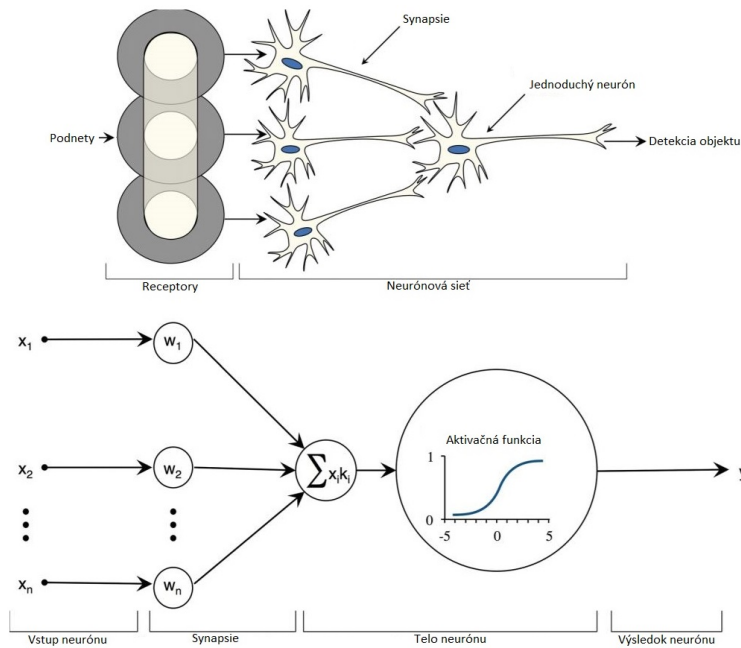 Synapsie
Jednoduchý neurón
Podnety
Detekcia objektu
Receptory
Neurónová sieť
x1
w1
x2
w2
xn
wn
∑xiki
Aktivačná funkcia
1
0
-5
0
5
y
Vstup neurónu
Synapsie
Telo neurónu
Výsledok neurónu